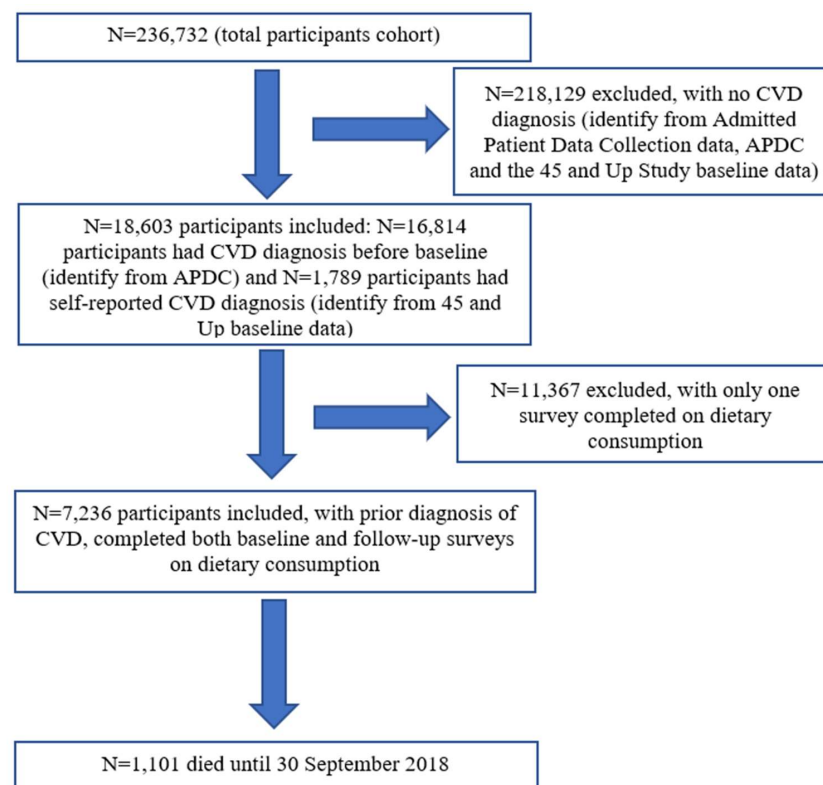 N=236,732 (total participants cohort)
N=218,129 excluded, with no CVD
diagnosis (identify from Admitted
Patient Data Collection data, APDC
and the 45 and Up Study baseline data)
N=18,603 participants included: N=16,814
participants had CVD diagnosis before baseline
(identify from APDC) and N=1,789 participants had
self-reported CVD diagnosis (identify from 45 and
Up baseline data)
N=11,367 excluded, with only one
survey completed on dietary
consumption
N=7,236 participants included, with prior diagnosis of
CVD, completed both baseline and follow-up surveys
on dietary consumption
N=1,101 died until 30 September 2018